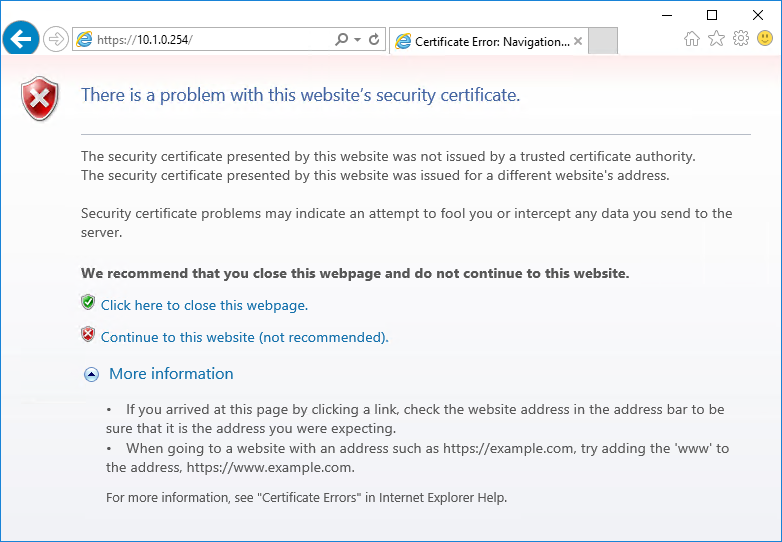 https://10.1.0.254/
Certificate Error: Navigation...
There is a problem with this website's security certificate.
The security certificate presented by this website was not issued by a trusted certificate authority.
The security certificate presented by this website was issued for a different website's address.
Security certificate problems may indicate an attempt to fool you or intercept any data you send to the
server.
We recommend that you close this webpage and do not continue to this website.
Click here to close this webpage.
Continue to this website (not recommended).
More information
• If you arrived at this page by clicking a link, check the website address in the address bar to be
sure that it is the address you were expecting.
• When going to a website with an address such as https://example.com, try adding the 'www' to
the address, https://www.example.com.
For more information, see "Certificate Errors" in Internet Explorer Help.